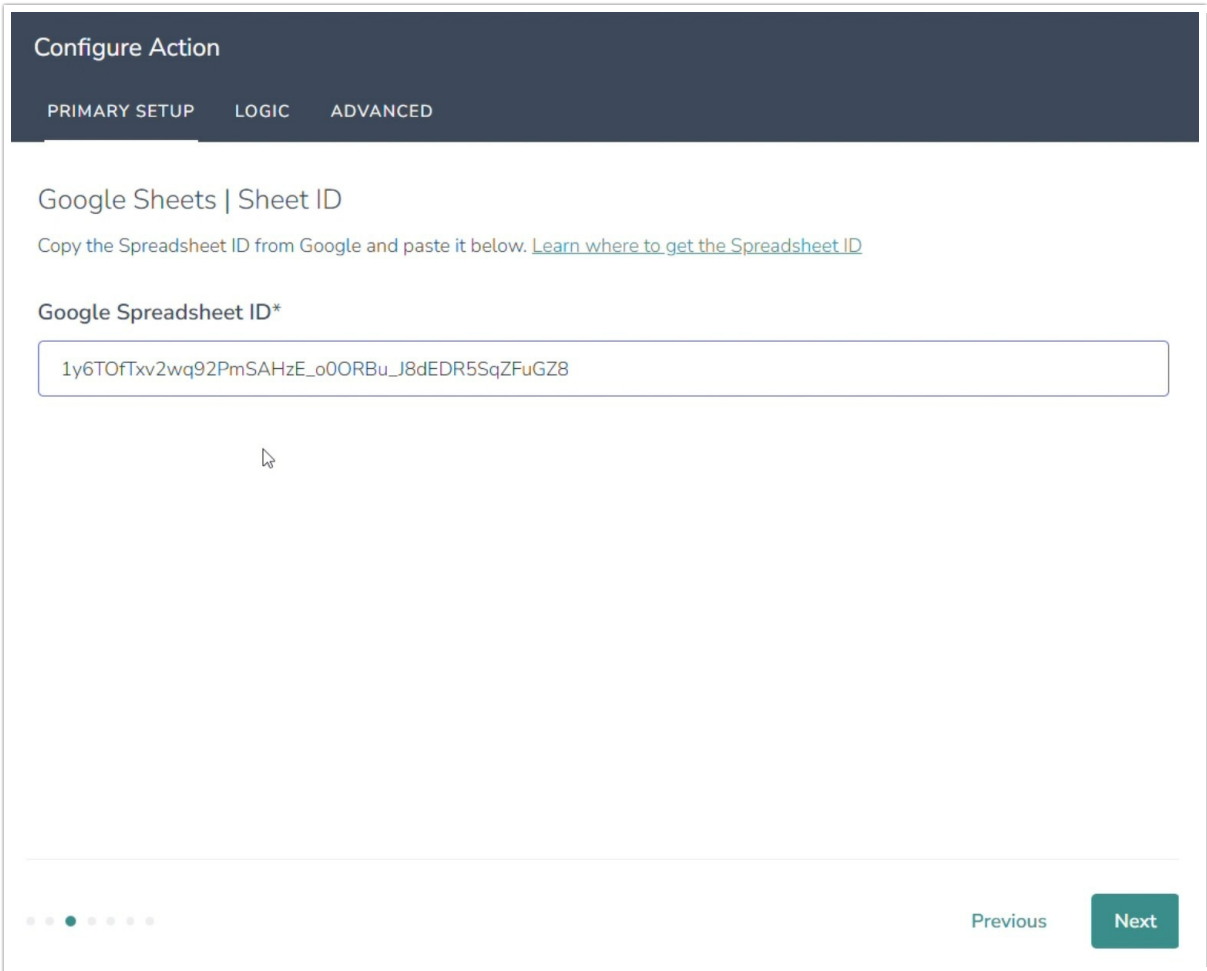 Configure Action
PRIMARY SETUP LOGIC ADVANCED
Google Sheets | Sheet ID
Copy the Spreadsheet ID from Google and paste it below. Learn where to get the Spreadsheet ID
Google Spreadsheet ID*
1y6TOfTxv2wq92PmSAHzE_o0ORBu_J8dEDR5SqZFuGZ8
Previous Next